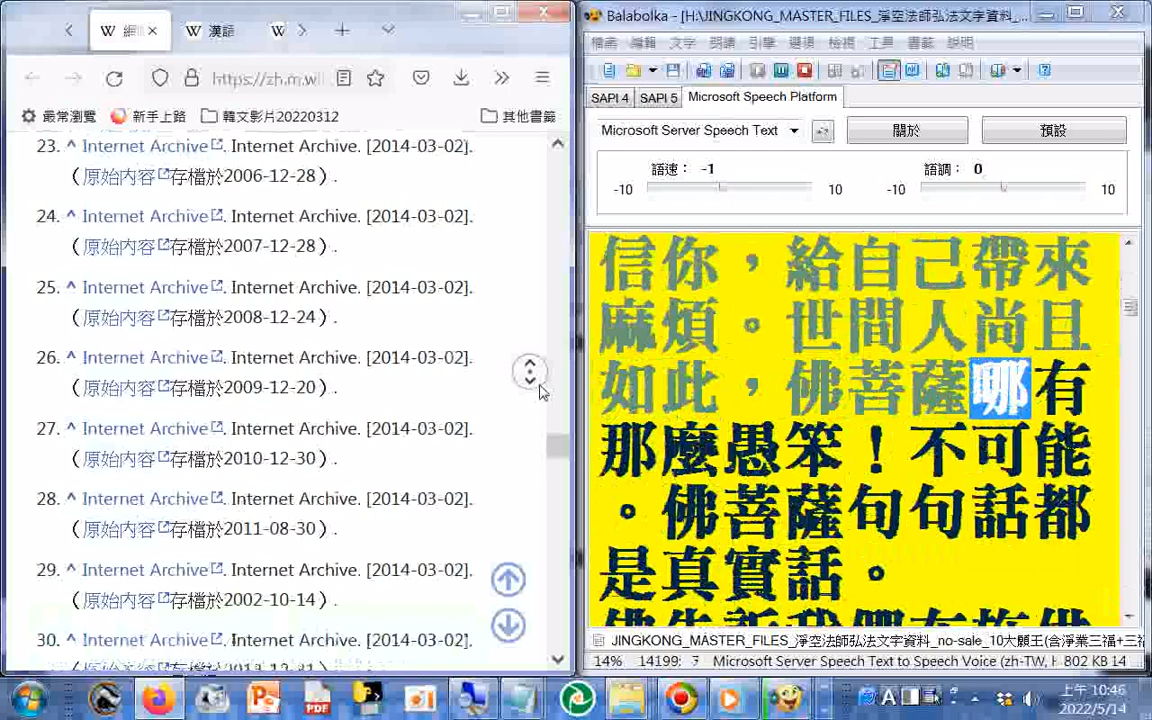 網
漢語
https://zh.m.wi
最常瀏覽
新手上路
韓文影片20220312
其他書籤
23. ^ Internet Archive. Internet Archive. [2014-03-02].
（原始内容存檔於2006-12-28）.
24. ^ Internet Archive. Internet Archive. [2014-03-02].
（原始内容存檔於2007-12-28）.
25. ^ Internet Archive. Internet Archive. [2014-03-02].
（原始内容存檔於2008-12-24）.
26. ^ Internet Archive. Internet Archive. [2014-03-02].
（原始内容存檔於2009-12-20）.
27. ^ Internet Archive. Internet Archive. [2014-03-02].
（原始内容存檔於2010-12-30）.
28. ^ Internet Archive. Internet Archive. [2014-03-02].
（原始内容存檔於2011-08-30）.
29. ^ Internet Archive. Internet Archive. [2014-03-02].
（原始内容存檔於2002-10-14）.
30. ^ Internet Archive. Internet Archive. [2014-03-02].
Balabolka - [H:\JINGKONG_MASTER_FILES_淨空法師弘法文字資料_...
檔案 編輯 文字 朗讀 引擎 選項 檢視 工具 書籤 說明
SAPI 4 SAPI 5 Microsoft Speech Platform
Microsoft Server Speech Text
關於
預設
語速： -1
語調： 0
-10 10 -10 10
信你，給自己帶來
麻煩。世間人尚且
如此，佛菩薩哪有
那麼愚笨！不可能
。佛菩薩句句話都
是真實話。
JINGKONG_MASTER_FILES_淨空法師弘法文字資料_no-sale_10大願王(含淨業三福+三福
14% 14199: 7 Microsoft Server Speech Text to Speech Voice (zh-TW, H 802 KB 14
上午 10:46
2022/5/14